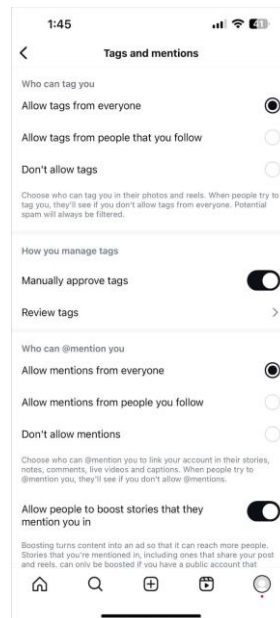 1:45
41
Tags and mentions
Who can tag you
Allow tags from everyone
Allow tags from people that you follow
Don't allow tags
Choose who can tag you in their photos and reels. When people try to
tag you, they'll see if you don't allow tags from everyone. Potential
spam will always be filtered.
How you manage tags
Manually approve tags
Review tags
Who can @mention you
Allow mentions from everyone
Allow mentions from people you follow
Don't allow mentions
Choose who can @mention you to link your account in their stories,
notes, comments, live videos and captions. When people try to
@mention you, they'll see if you don't allow @mentions.
Allow people to boost stories that they
mention you in
Boosting turns content into an ad so that it can reach more people.
Stories that you're mentioned in, including ones that share your post
and reels, can only be boosted if you have a public account that